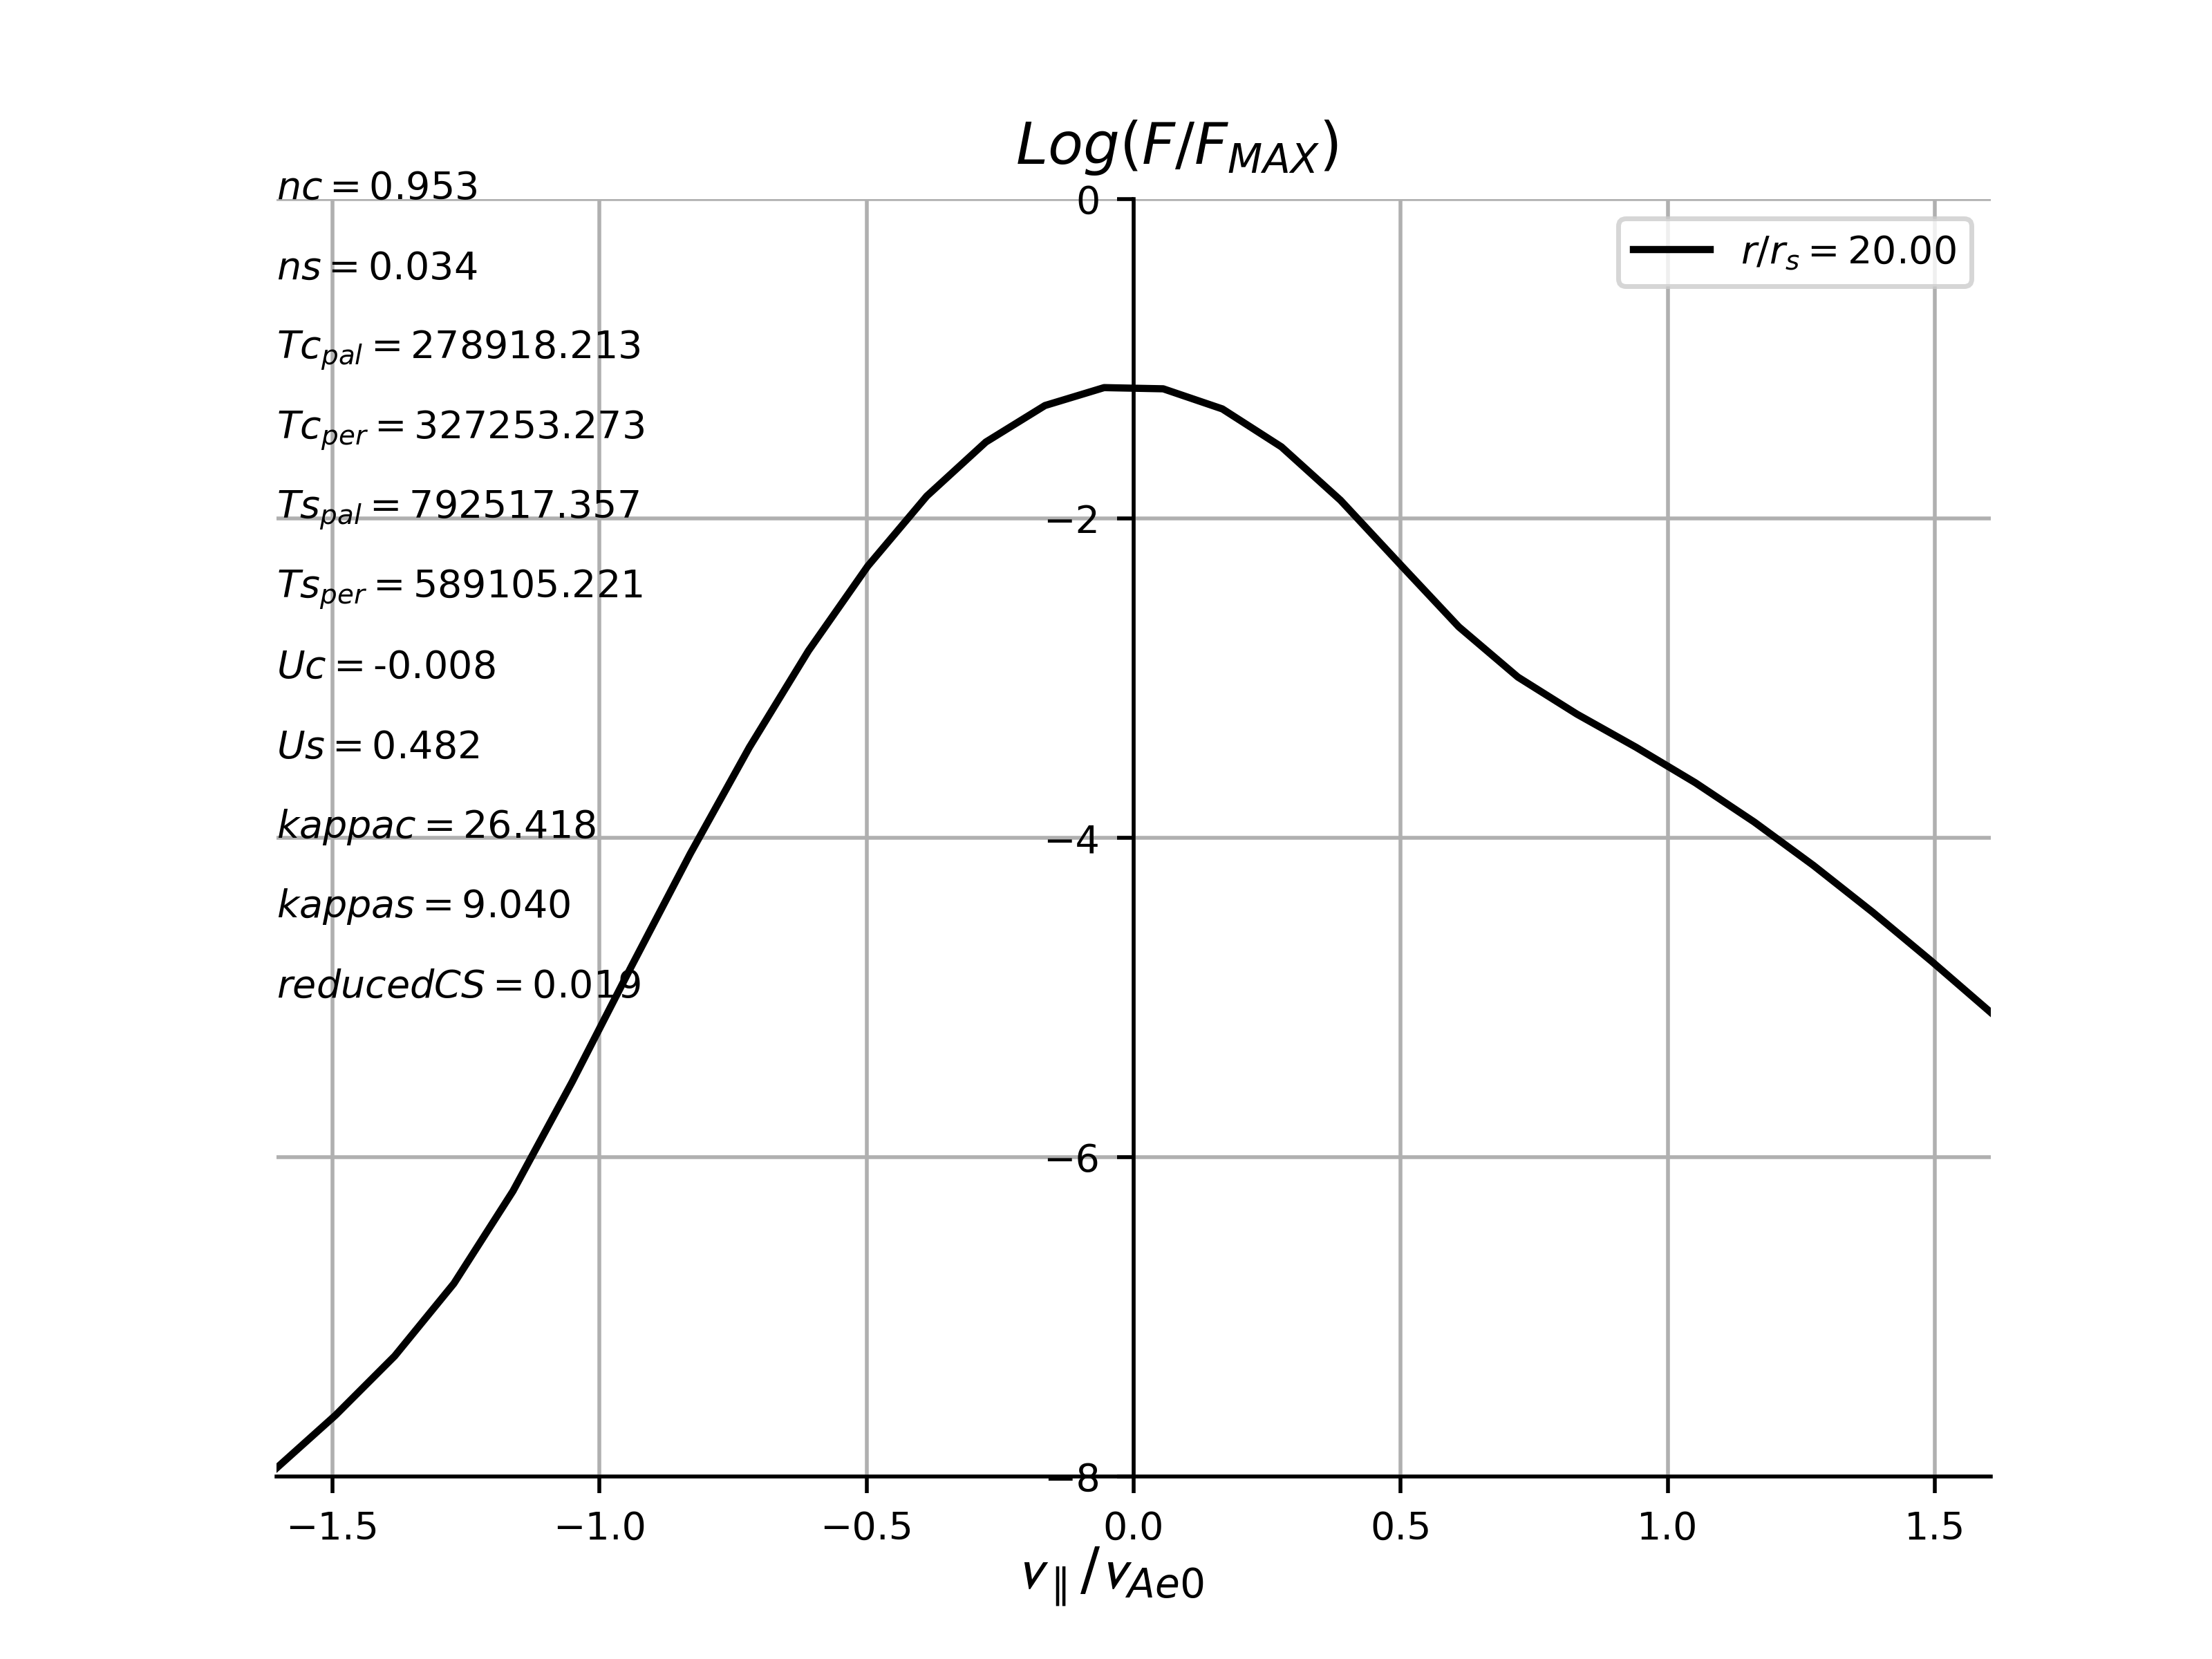 Log(F/F_MAX)
nc = 0.953
ns = 0.034
Tc_pal = 278918.213
Tc_per = 327253.273
Ts_pal = 792517.357
Ts_per = 589105.221
Uc = -0.008
Us = 0.482
kappac = 26.418
kappas = 9.040
reducedCS = 0.019
r/r_s = 20.00
0
−2
−4
−6
−8
−1.5 −1.0 −0.5 0.0 0.5 1.0 1.5
v_∥/v_Ae0